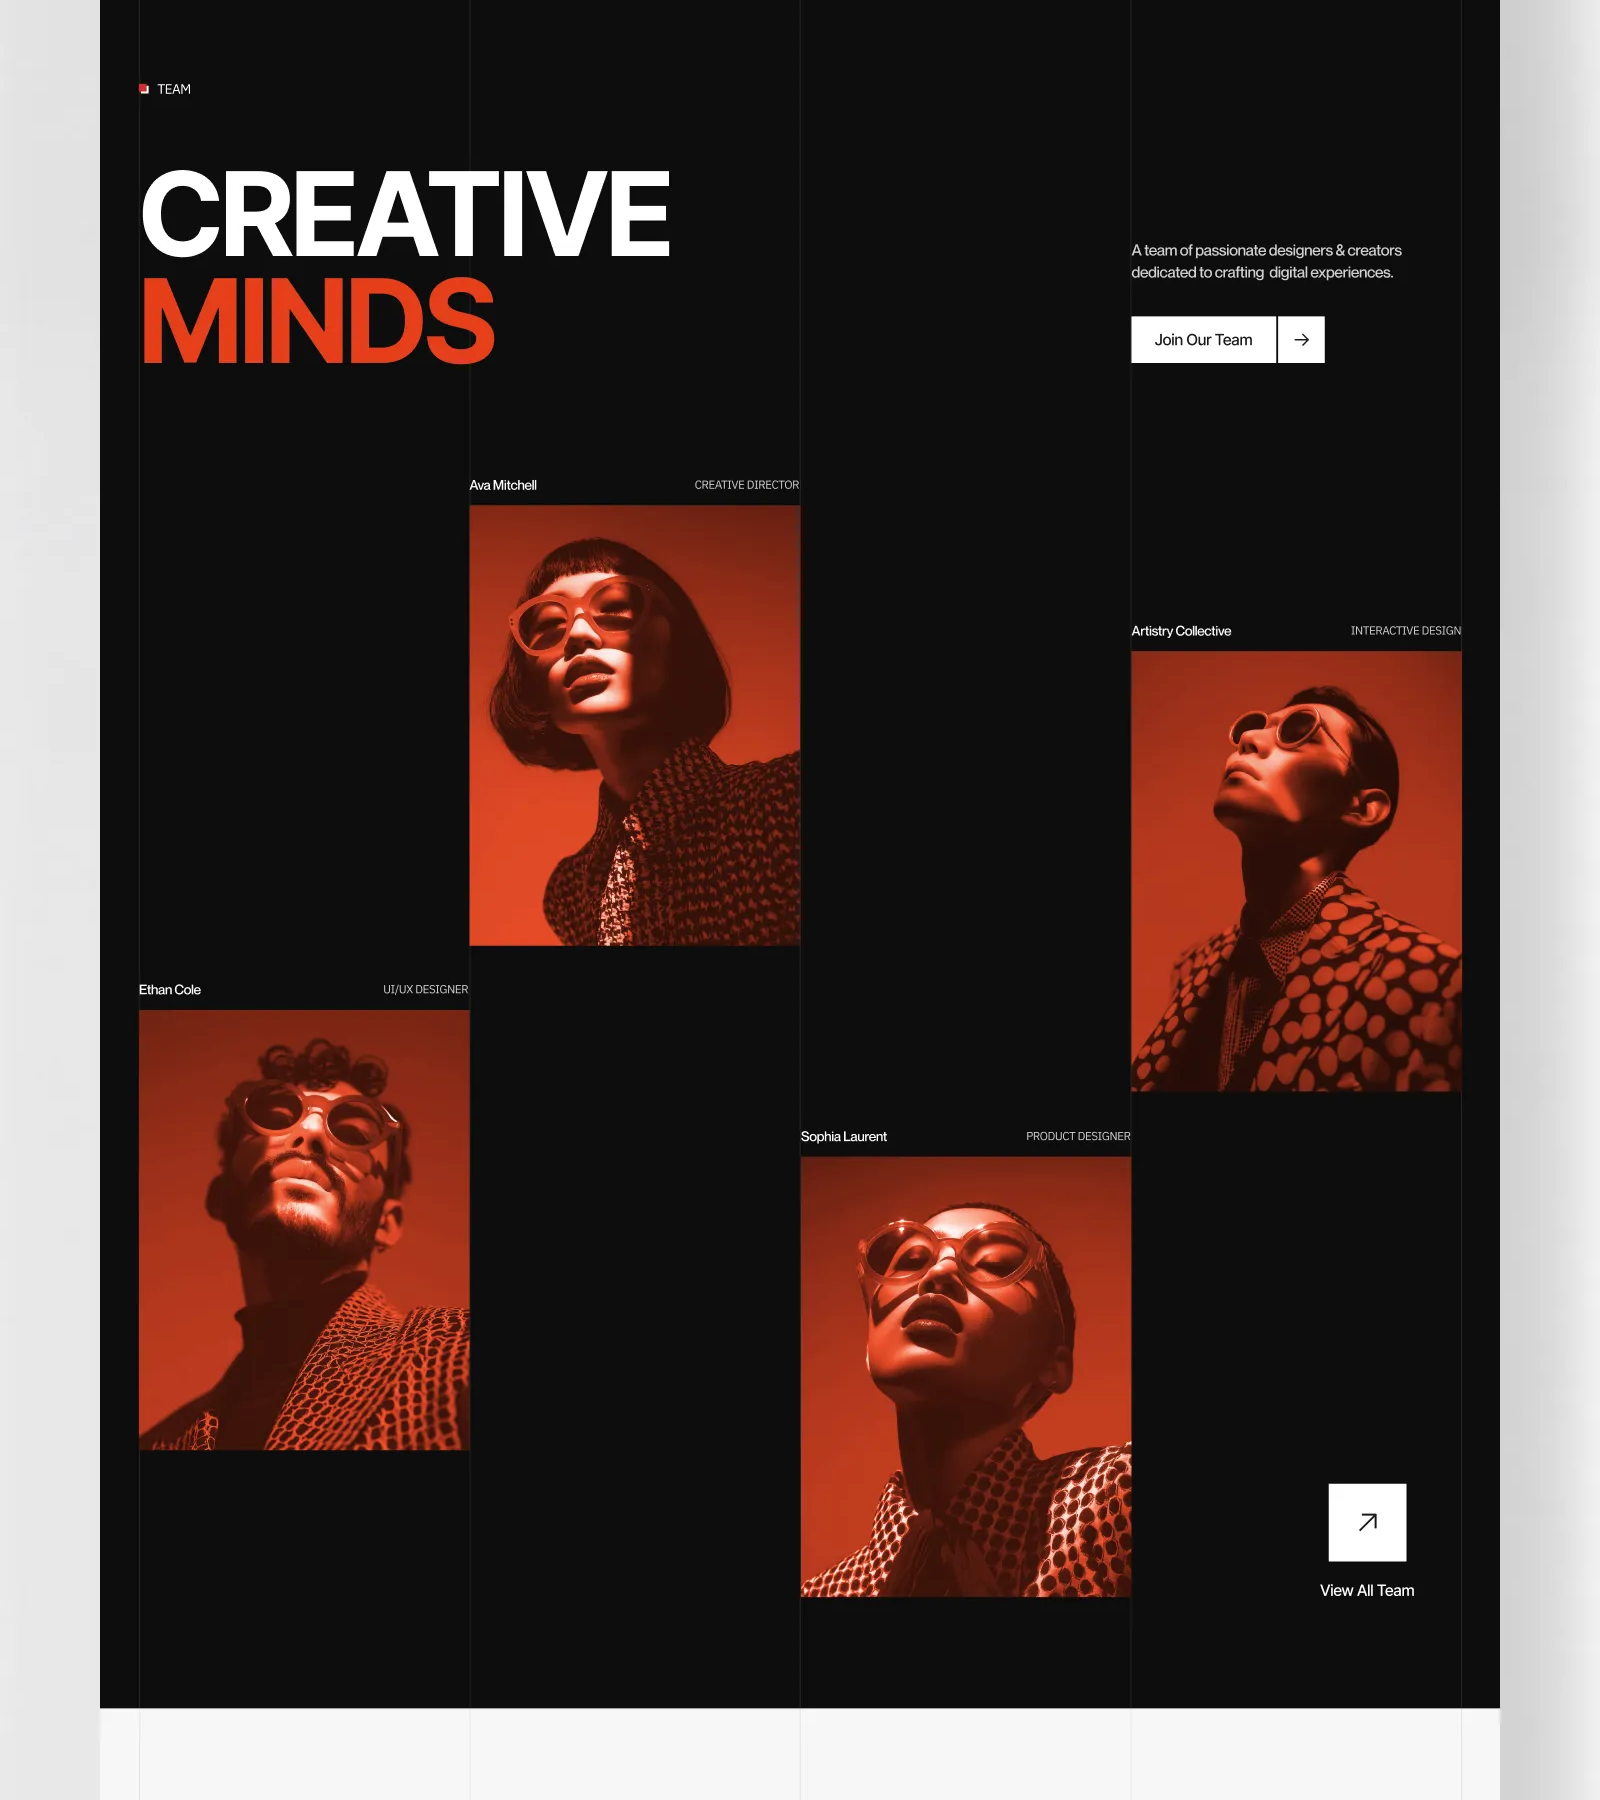 TEAM
CREATIVE
MINDS
A team of passionate designers & creators
dedicated to crafting digital experiences.
Join Our Team
Ava Mitchell
CREATIVE DIRECTOR
Artistry Collective
INTERACTIVE DESIGN
Ethan Cole
UI/UX DESIGNER
Sophia Laurent
PRODUCT DESIGNER
View All Team